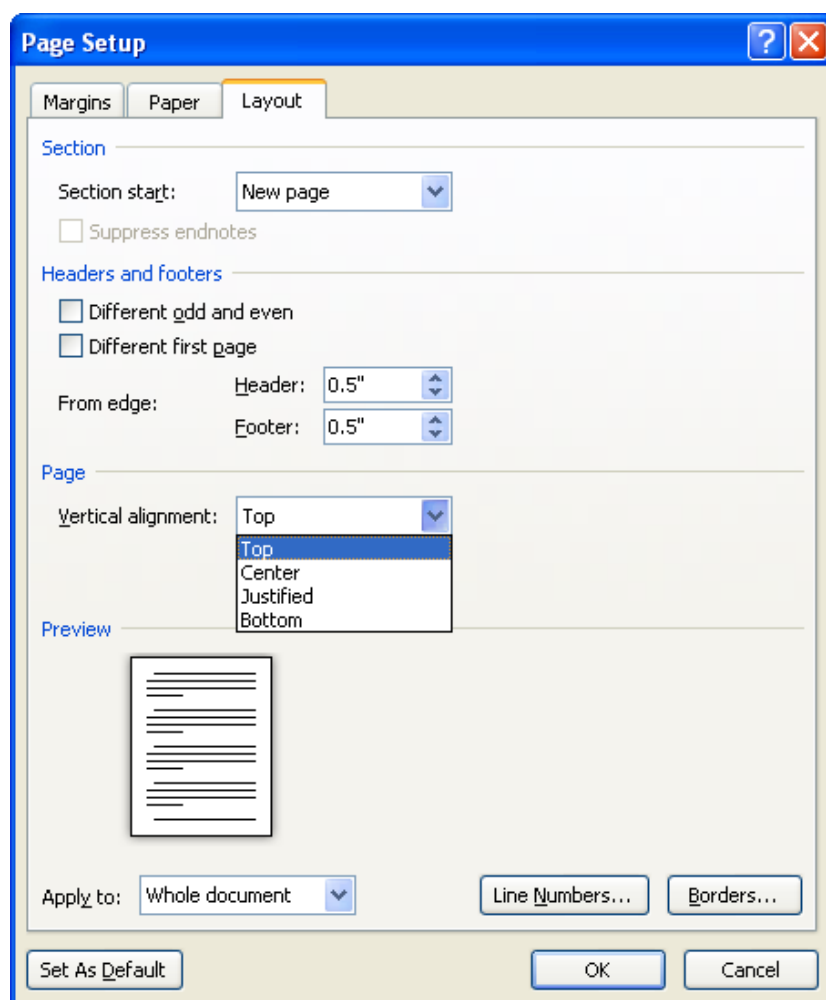 Page Setup
Margins Paper Layout
Section
Section start: New page
Suppress endnotes
Headers and footers
Different odd and even
Different first page
From edge:
Header: 0.5"
Footer: 0.5"
Page
Vertical alignment: Top
Top
Center
Justified
Bottom
Preview
Apply to: Whole document Line Numbers... Borders...
Set As Default OK Cancel